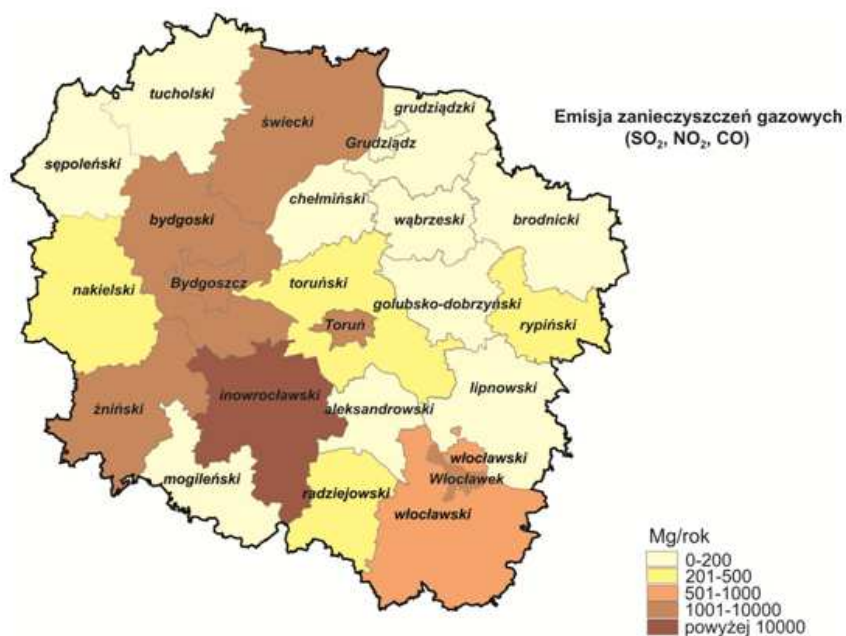 Emisja zanieczyszczeń gazowych
(SO₂, NO₂, CO)
tucholski
świecki
grudziądzki
Grudziądz
sępoleński
chełmiński
wąbrzeski
brodnicki
bydgoski
Bydgoszcz
toruński
nakielski
golubsko-dobrzyński
rypiński
Toruń
inowrocławski
aleksandrowski
lipnowski
żniński
mogileński
radziejowski
włocławski
Włocławek
włocławski
Mg/rok
0-200
201-500
501-1000
1001-10000
powyżej 10000